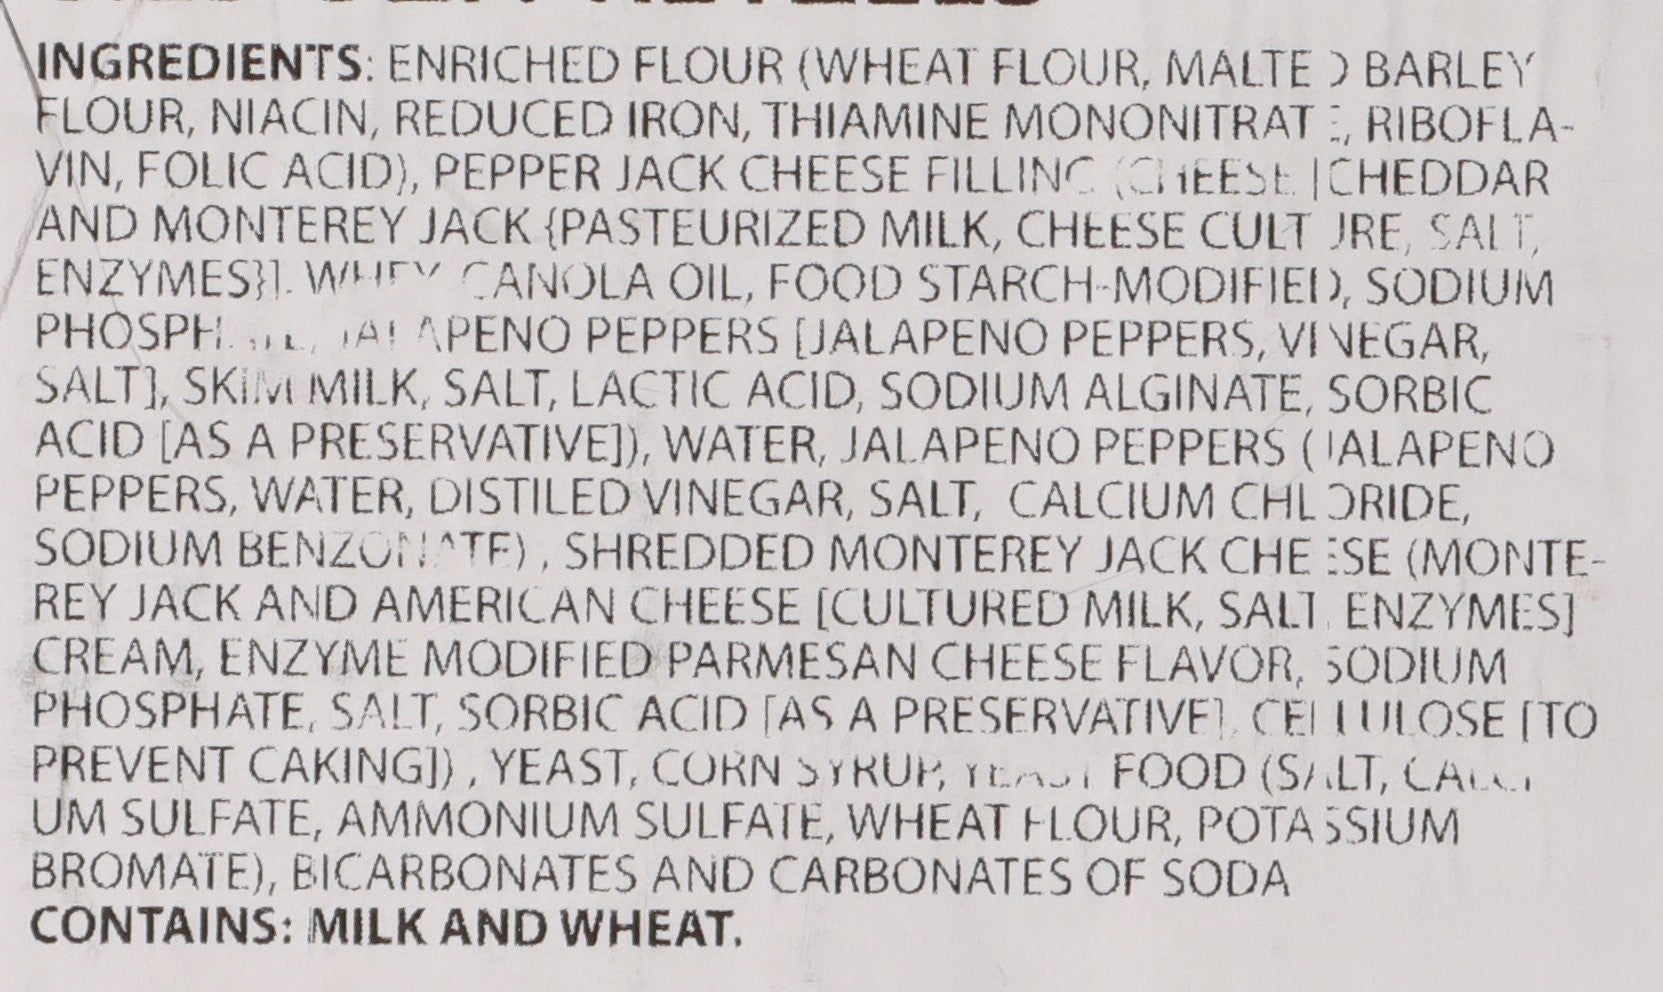 INGREDIENTS: ENRICHED FLOUR (WHEAT FLOUR, MALTED BARLEY
FLOUR, NIACIN, REDUCED IRON, THIAMINE MONONITRATE, RIBOFLA-
VIN, FOLIC ACID), PEPPER JACK CHEESE FILLING (CHEESE [CHEDDAR
AND MONTEREY JACK {PASTEURIZED MILK, CHEESE CULTURE, SALT,
ENZYMES}], WHEY, CANOLA OIL, FOOD STARCH-MODIFIED, SODIUM
PHOSPHATE, JALAPENO PEPPERS [JALAPENO PEPPERS, VINEGAR,
SALT], SKIM MILK, SALT, LACTIC ACID, SODIUM ALGINATE, SORBIC
ACID [AS A PRESERVATIVE]), WATER, JALAPENO PEPPERS (JALAPENO
PEPPERS, WATER, DISTILED VINEGAR, SALT, CALCIUM CHLORIDE,
SODIUM BENZONATE) , SHREDDED MONTEREY JACK CHEESE (MONTE-
REY JACK AND AMERICAN CHEESE [CULTURED MILK, SALT, ENZYMES]
CREAM, ENZYME MODIFIED PARMESAN CHEESE FLAVOR, SODIUM
PHOSPHATE, SALT, SORBIC ACID [AS A PRESERVATIVE], CELLULOSE [TO
PREVENT CAKING]) , YEAST, CORN SYRUP, YEAST FOOD (SALT, CALCI
UM SULFATE, AMMONIUM SULFATE, WHEAT FLOUR, POTASSIUM
BROMATE), BICARBONATES AND CARBONATES OF SODA
CONTAINS: MILK AND WHEAT.